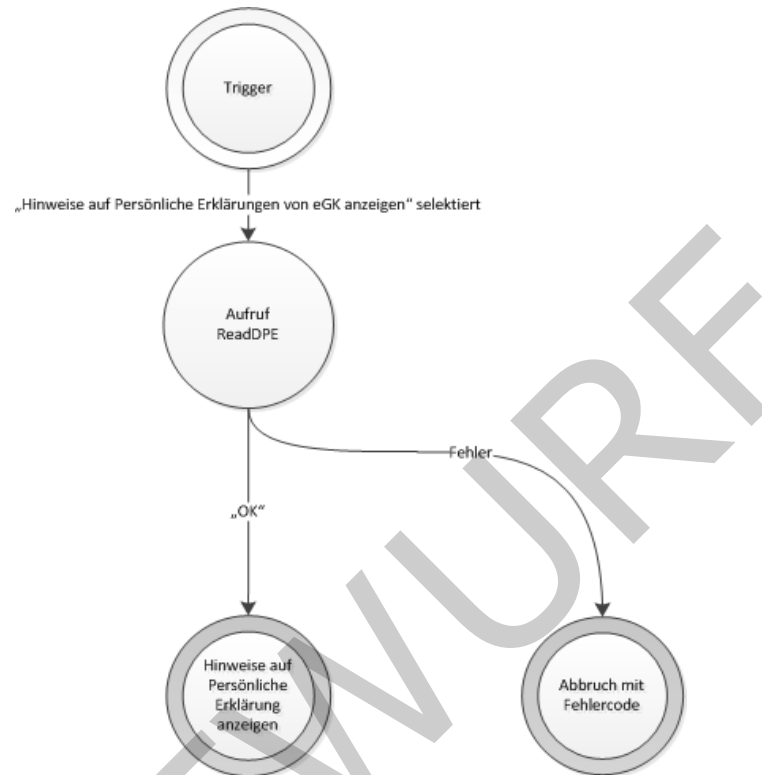 Trigger
„Hinweise auf Persönliche Erklärungen von eGK anzeigen“ selektiert
Aufruf
ReadDPE
Fehler
„OK“
Hinweise auf
Persönliche
Erklärung
anzeigen
Abbruch mit
Fehlercode
TWURF